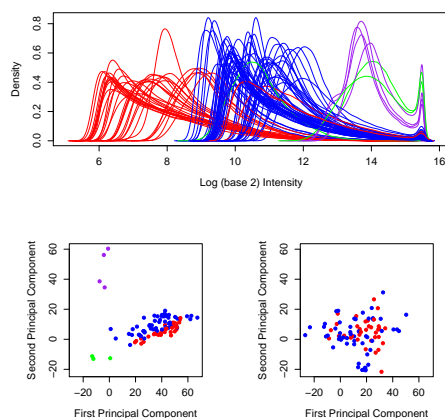 0.8
0.6
0.4
0.2
0.0
Density
6 8 10 12 14 16
Log (base 2) Intensity
60
40
20
0
−20
Second Principal Component
0 20 40 60
First Principal Component
60
40
20
0
−20
Second Principal Component
−20 0 20 40 60
First Principal Component